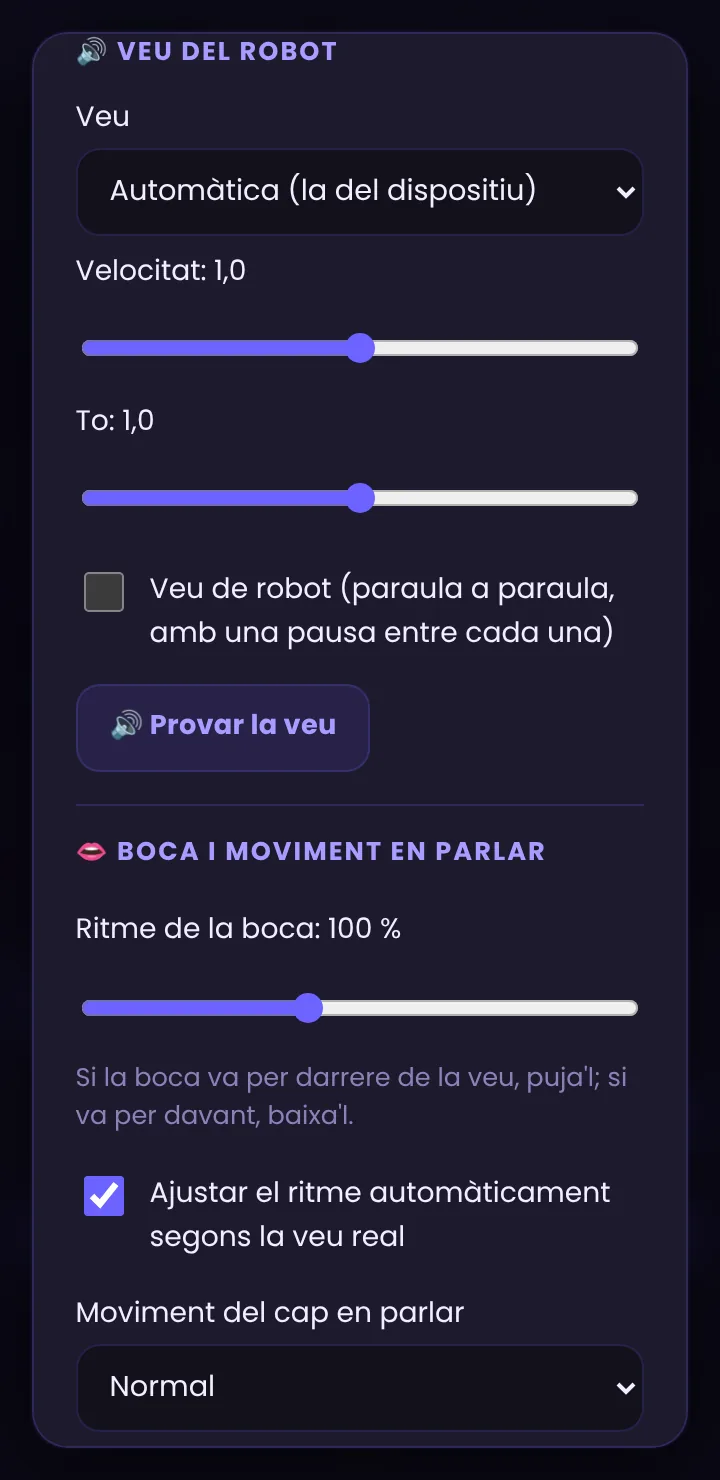 VEU DEL ROBOT
Veu
Automàtica (la del dispositiu)
Velocitat: 1,0
To: 1,0
Veu de robot (paraula a paraula,
amb una pausa entre cada una)
Provar la veu
BOCA I MOVIMENT EN PARLAR
Ritme de la boca: 100 %
Si la boca va per darrere de la veu, puja'l; si
va per davant, baixa'l.
Ajustar el ritme automàticament
segons la veu real
Moviment del cap en parlar
Normal